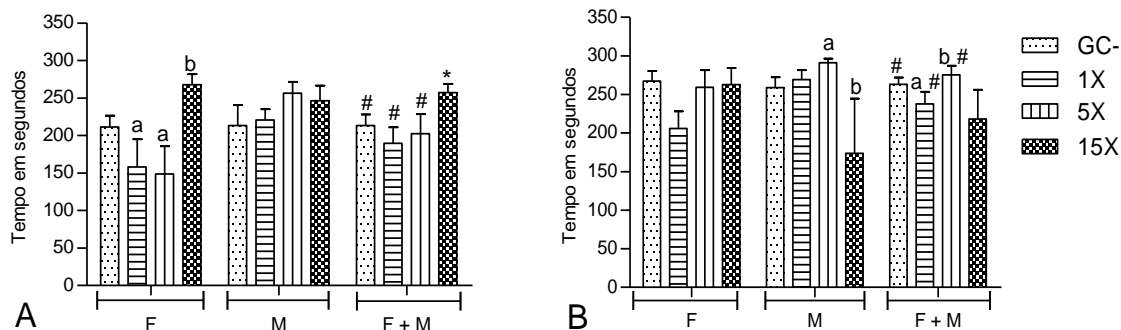 350
300
250
200
150
100
50
0
Tempo em segundos
a
a
b
#
#
#
*
F
M
F + M
A
350
300
250
200
150
100
50
0
Tempo em segundos
a
b
#
a
#
b
#
F
M
F + M
B
GC-
1X
5X
15X